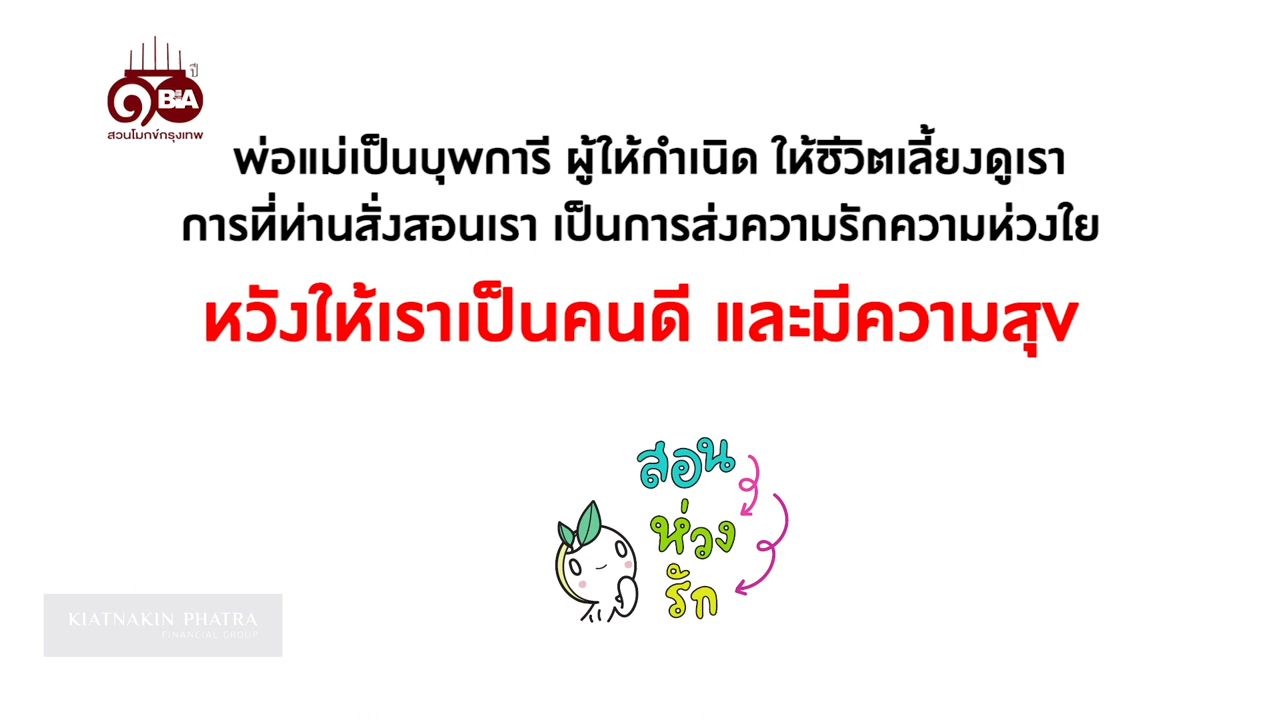 ปี
๑๐
BIA
สวนโมกข์กรุงเทพ
พ่อแม่เป็นบุพการี ผู้ให้กำเนิด ให้ชีวิตเลี้ยงดูเรา
การที่ท่านสั่งสอนเรา เป็นการส่งความรักความห่วงใย
หวังให้เราเป็นคนดี และมีความสุข
สอน
ห่วง
รัก
KIATNAKIN PHATRA
FINANCIAL GROUP